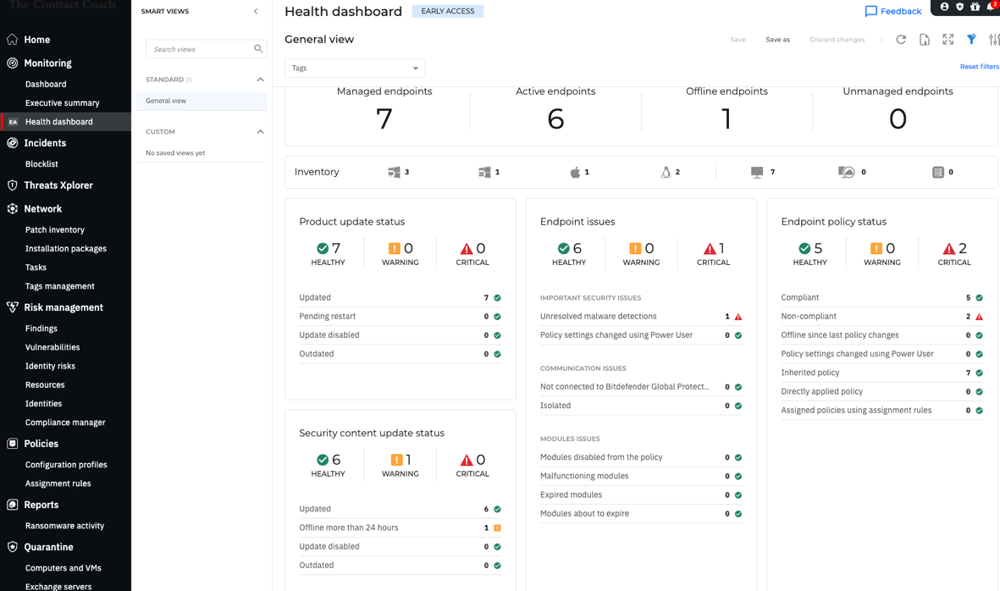 The Contract Coach
SMART VIEWS
Health dashboard
EARLY ACCESS
Feedback
2
Home
Monitoring
Dashboard
Executive summary
EA Health dashboard
Incidents
Blocklist
Threats Xplorer
Network
Patch inventory
Installation packages
Tasks
Tags management
Risk management
Findings
Vulnerabilities
Identity risks
Resources
Identities
Compliance manager
Policies
Configuration profiles
Assignment rules
Reports
Ransomware activity
Quarantine
Computers and VMs
Exchange servers
Search views
STANDARD (1)
General view
CUSTOM
No saved views yet
General view
Save
Save as
Discard changes
Tags
Reset filters
Managed endpoints
7
Active endpoints
6
Offline endpoints
1
Unmanaged endpoints
0
Inventory
3
1
1
2
7
0
0
Product update status
7
HEALTHY
0
WARNING
0
CRITICAL
Updated 7
Pending restart 0
Update disabled 0
Outdated 0
Security content update status
6
HEALTHY
1
WARNING
0
CRITICAL
Updated 6
Offline more than 24 hours 1
Update disabled 0
Outdated 0
Endpoint issues
6
HEALTHY
0
WARNING
1
CRITICAL
IMPORTANT SECURITY ISSUES
Unresolved malware detections 1
Policy settings changed using Power User 0
COMMUNICATION ISSUES
Not connected to Bitdefender Global Protect... 0
Isolated 0
MODULES ISSUES
Modules disabled from the policy 0
Malfunctioning modules 0
Expired modules 0
Modules about to expire 0
Endpoint policy status
5
HEALTHY
0
WARNING
2
CRITICAL
Compliant 5
Non-compliant 2
Offline since last policy changes 0
Policy settings changed using Power User 0
Inherited policy 7
Directly applied policy 0
Assigned policies using assignment rules 0